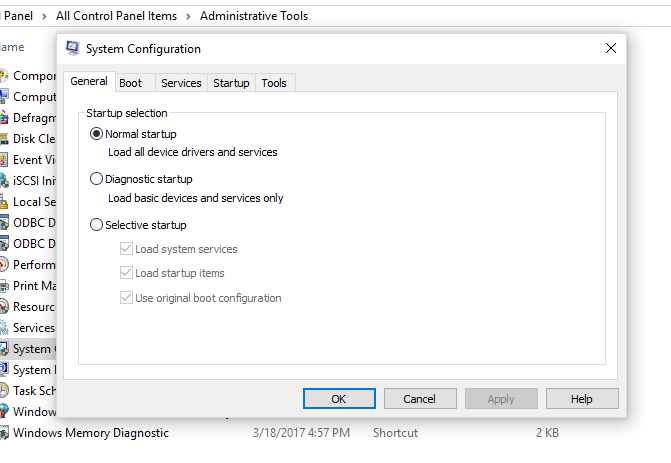 Panel > All Control Panel Items > Administrative Tools
System Configuration
General Boot Services Startup Tools
Startup selection
Normal startup
Load all device drivers and services
Diagnostic startup
Load basic devices and services only
Selective startup
Load system services
Load startup items
Use original boot configuration
OK Cancel Apply Help
ame
Compor
Comput
Defragm
Disk Cle
Event Vi
iSCSI Ini
Local Se
ODBC D
ODBC D
Perform
Print Ma
Resourc
Services
System C
System I
Task Sch
Windows
Windows Memory Diagnostic 3/18/2017 4:57 PM Shortcut 2 KB